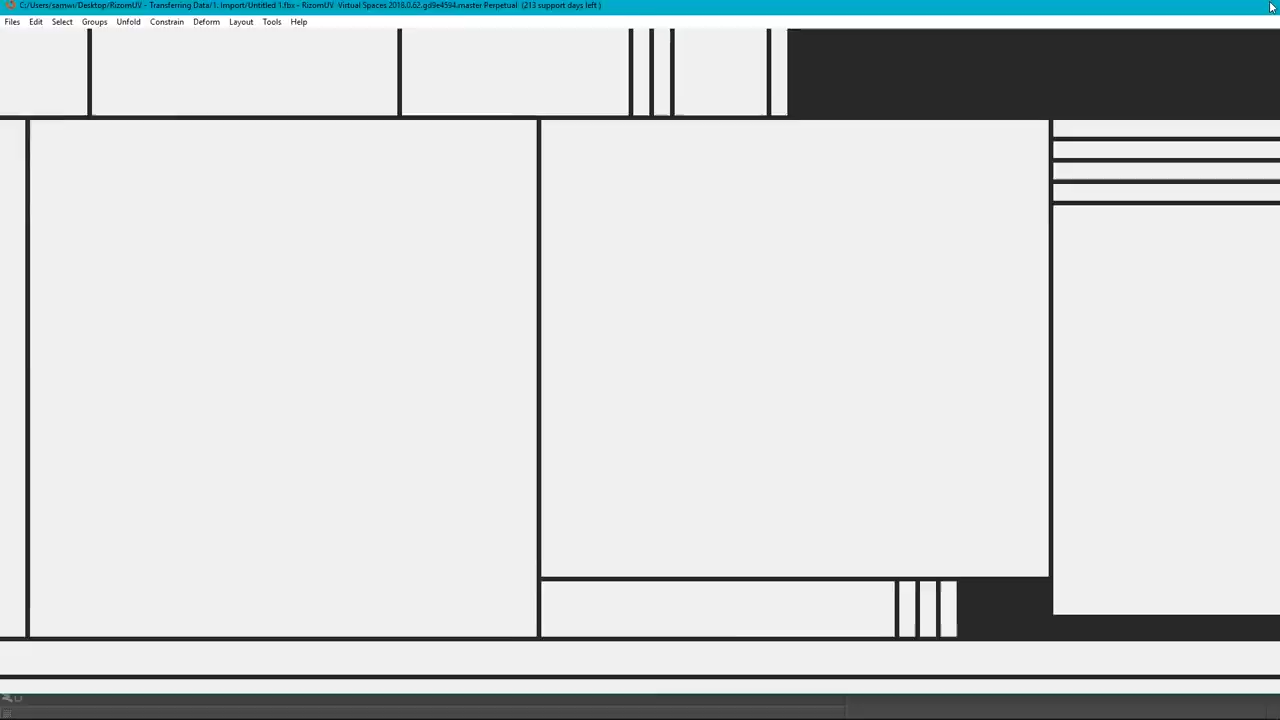 C:/Users/samwi/Desktop/RizomUV - Transferring Data/1. Import/Untitled 1.fbx - RizomUV Virtual Spaces 2018.0.62.gd9e4594.master Perpetual (213 support days left )
Files Edit Select Groups Unfold Constrain Deform Layout Tools Help